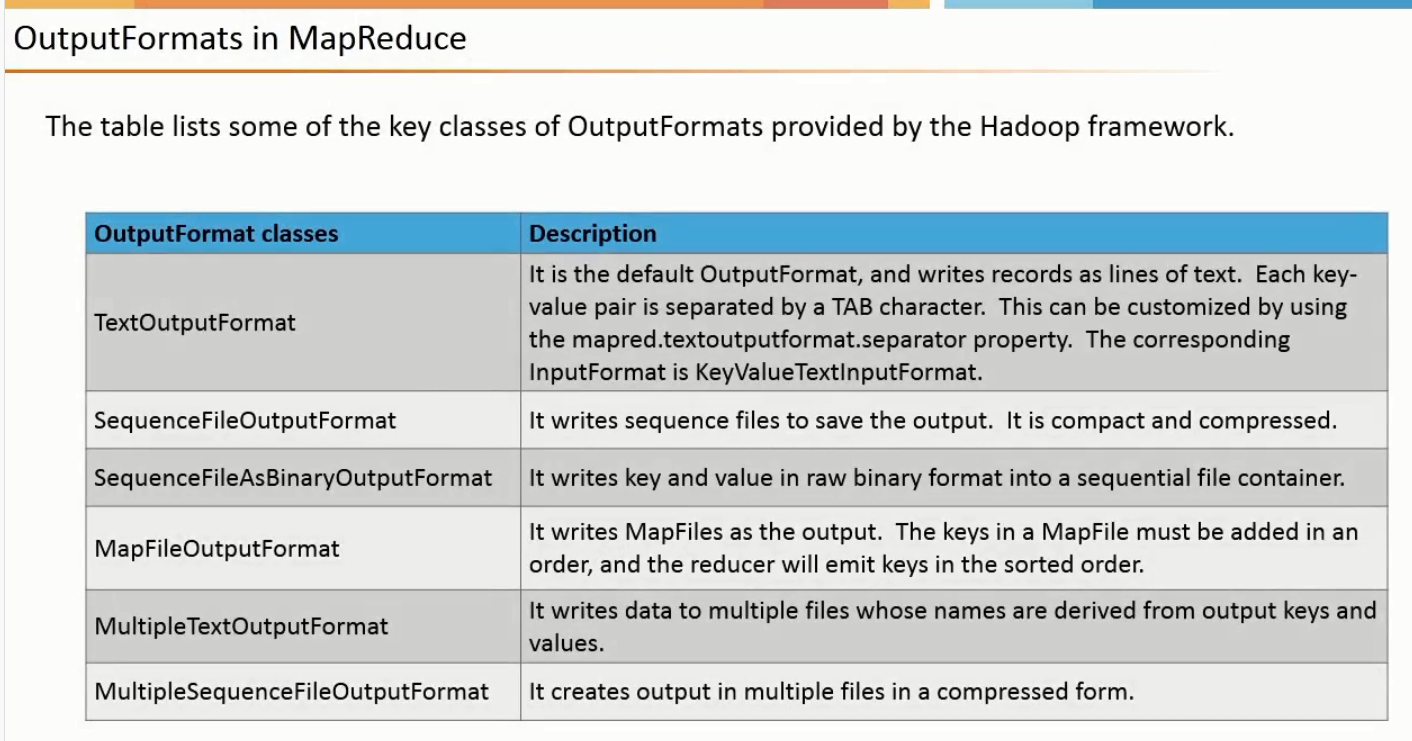 OutputFormats in MapReduce
The table lists some of the key classes of OutputFormats provided by the Hadoop framework.
OutputFormat classes
Description
TextOutputFormat
It is the default OutputFormat, and writes records as lines of text.  Each key-
value pair is separated by a TAB character.  This can be customized by using
the mapred.textoutputformat.separator property.  The corresponding
InputFormat is KeyValueTextInputFormat.
SequenceFileOutputFormat
It writes sequence files to save the output.  It is compact and compressed.
SequenceFileAsBinaryOutputFormat
It writes key and value in raw binary format into a sequential file container.
MapFileOutputFormat
It writes MapFiles as the output.  The keys in a MapFile must be added in an
order, and the reducer will emit keys in the sorted order.
MultipleTextOutputFormat
It writes data to multiple files whose names are derived from output keys and
values.
MultipleSequenceFileOutputFormat
It creates output in multiple files in a compressed form.